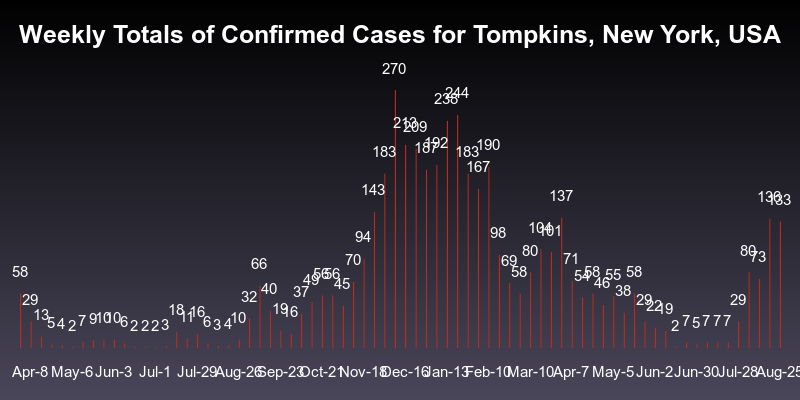 Weekly Totals of Confirmed Cases for Tompkins, New York, USA
58 29 13 5 4 2 7 9 10 10 6 2 2 2 3 18 11 16 6 3 4 10 32 66 40 19 16 37 49 56 56 45 70 94 143 183 270 213 209 187 192 238 244 183 167 190 98 69 58 80 104 101 137 71 54 58 46 55 38 58 29 22 19 2 7 5 7 7 7 29 80 73 136 133
Apr-8 May-6 Jun-3 Jul-1 Jul-29 Aug-26 Sep-23 Oct-21 Nov-18 Dec-16 Jan-13 Feb-10 Mar-10 Apr-7 May-5 Jun-2 Jun-30 Jul-28 Aug-25